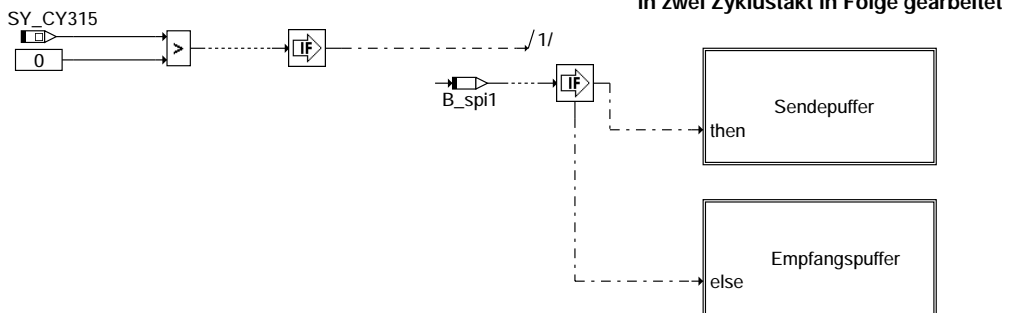 in zwei Zyklustakt in Folge gearbeitet
SY_CY315
0
>
IF
/1/
B_spi1
IF
Sendepuffer
then
Empfangspuffer
else